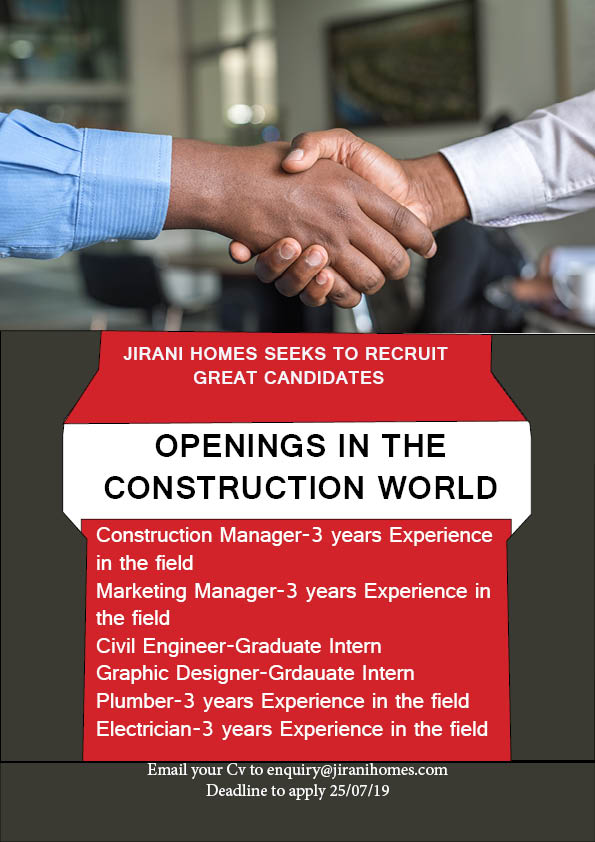 JIRANI HOMES SEEKS TO RECRUIT
GREAT CANDIDATES
OPENINGS IN THE
CONSTRUCTION WORLD
Construction Manager-3 years Experience
in the field
Marketing Manager-3 years Experience in
the field
Civil Engineer-Graduate Intern
Graphic Designer-Grdauate Intern
Plumber-3 years Experience in the field
Electrician-3 years Experience in the field
Email your Cv to enquiry@jiranihomes.com
Deadline to apply 25/07/19